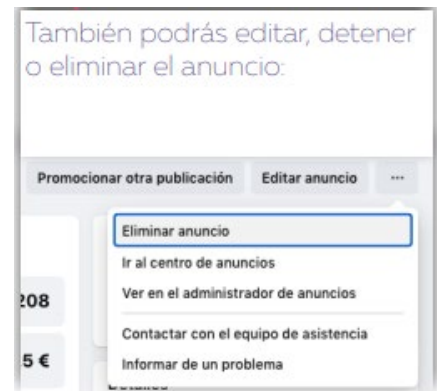 También podrás editar, detener
o eliminar el anuncio:
Promocionar otra publicación Editar anuncio ...
Eliminar anuncio
Ir al centro de anuncios
Ver en el administrador de anuncios
208
Contactar con el equipo de asistencia
5 €
Informar de un problema
Detalles